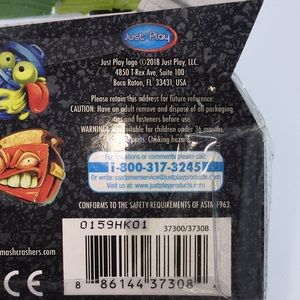 Just Play
Just Play logo ©2018 Just Play, LLC.
4850 T-Rex Ave, Suite 100
Boca Raton, FL 33431, USA
Please retain this address for future reference.
CAUTION: Adult have remove and dispose of all packaging
ties and fasteners before use.
WARNING: Not suitable for children under 36 months
parts. Choking hazard.
For questions or comments please call:
1-800-317-3245
Or write: customerservice@justplayproducts.com
Visit us at: www.justplayproducts.com
CONFORMS TO THE SAFETY REQUIREMENTS OF ASTM F963.
0159HK01
37300/37308
mashcrashers.com
CE
8 86144 37308